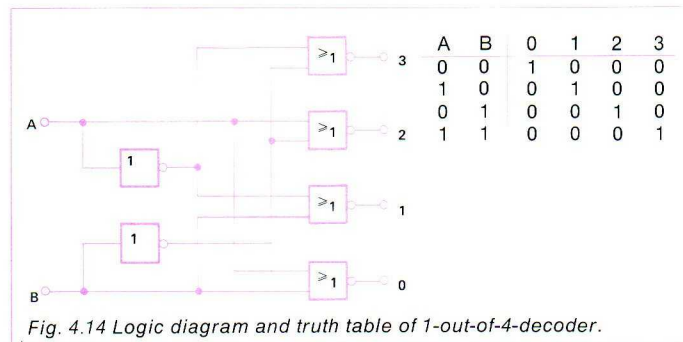 A B 0 1 2 3
0 0 1 0 0 0
1 0 0 1 0 0
0 1 0 0 1 0
1 1 0 0 0 1
≥1 3
A
≥1 2
1
≥1 1
1
≥1 0
B
Fig. 4.14 Logic diagram and truth table of 1-out-of-4-decoder.